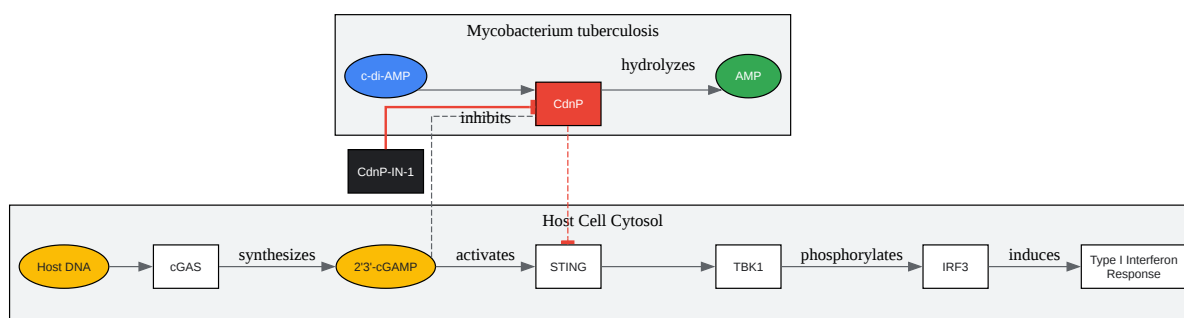 Mycobacterium tuberculosis
c-di-AMP
hydrolyzes
AMP
CdnP
inhibits
CdnP-IN-1
Host Cell Cytosol
Host DNA
cGAS
synthesizes
2'3'-cGAMP
activates
STING
TBK1
phosphorylates
IRF3
induces
Type I Interferon
Response